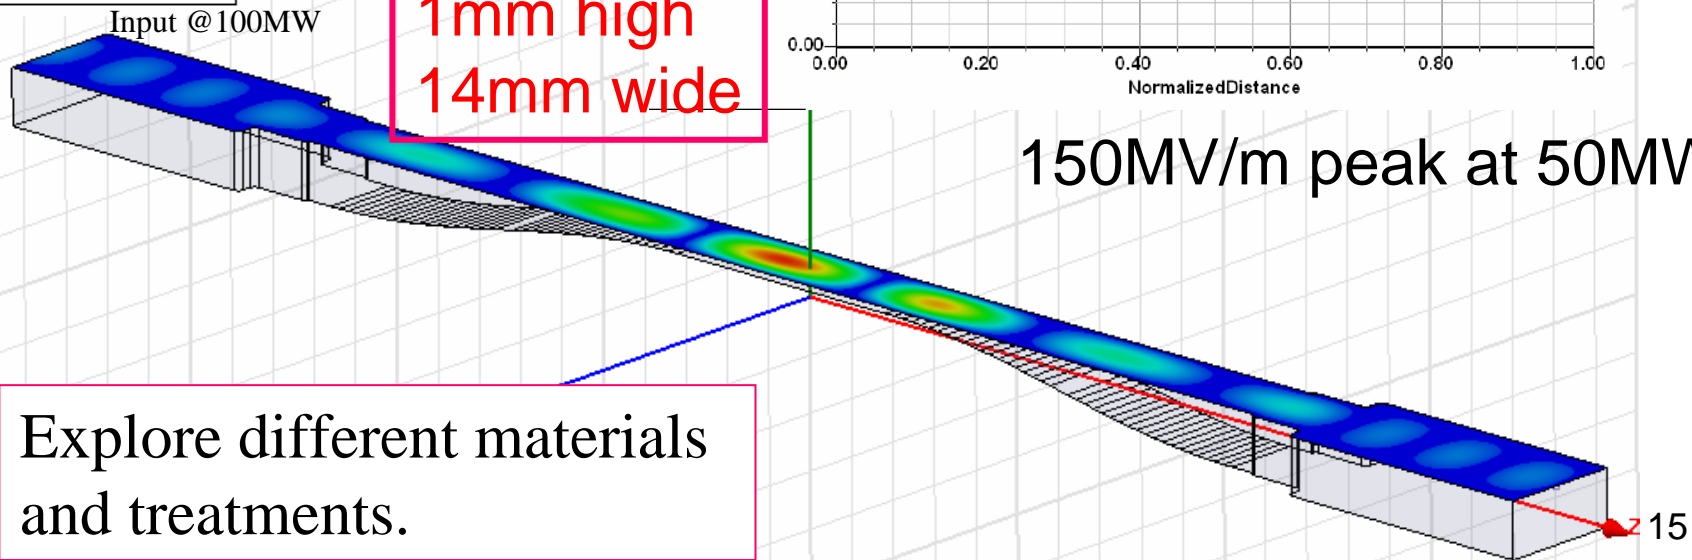 Input @100MW
1mm high
14mm wide
0.00
0.00 0.20 0.40 0.60 0.80 1.00
NormalizedDistance
150MV/m peak at 50MW
Explore different materials
and treatments.
Z
15